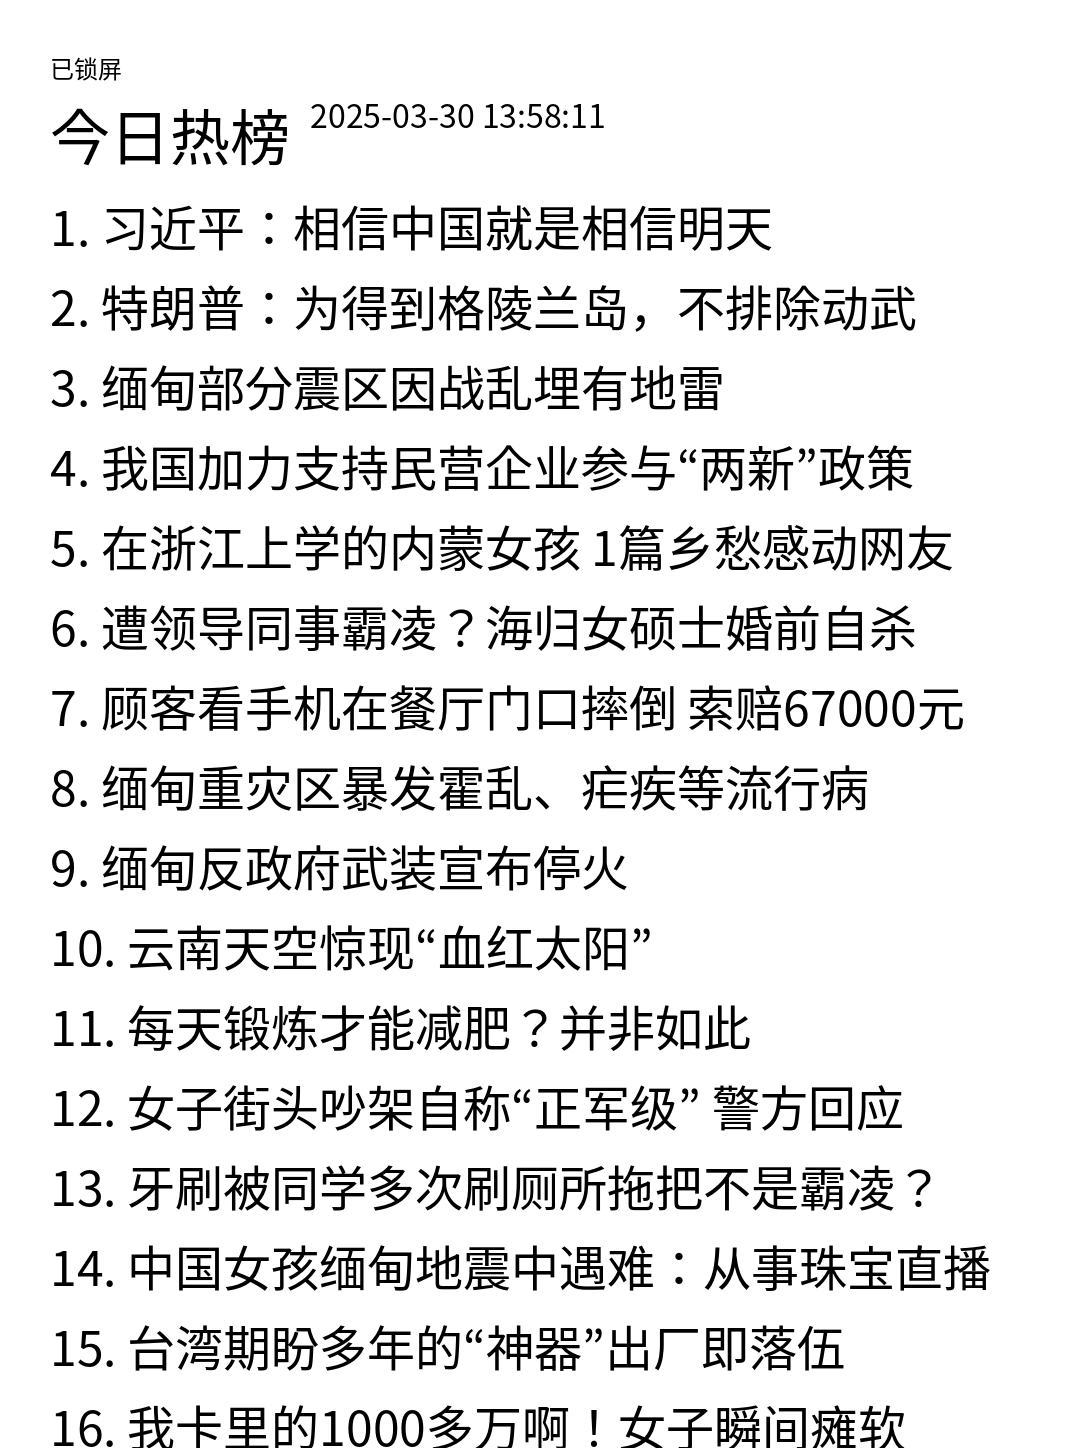 已锁屏
今日热榜 2025-03-30 13:58:11
1. 习近平：相信中国就是相信明天
2. 特朗普：为得到格陵兰岛，不排除动武
3. 缅甸部分震区因战乱埋有地雷
4. 我国加力支持民营企业参与“两新”政策
5. 在浙江上学的内蒙女孩 1篇乡愁感动网友
6. 遭领导同事霸凌？海归女硕士婚前自杀
7. 顾客看手机在餐厅门口摔倒 索赔67000元
8. 缅甸重灾区暴发霍乱、疟疾等流行病
9. 缅甸反政府武装宣布停火
10. 云南天空惊现“血红太阳”
11. 每天锻炼才能减肥？并非如此
12. 女子街头吵架自称“正军级” 警方回应
13. 牙刷被同学多次刷厕所拖把不是霸凌？
14. 中国女孩缅甸地震中遇难：从事珠宝直播
15. 台湾期盼多年的“神器”出厂即落伍
16. 我卡里的1000多万啊！女子瞬间瘫软